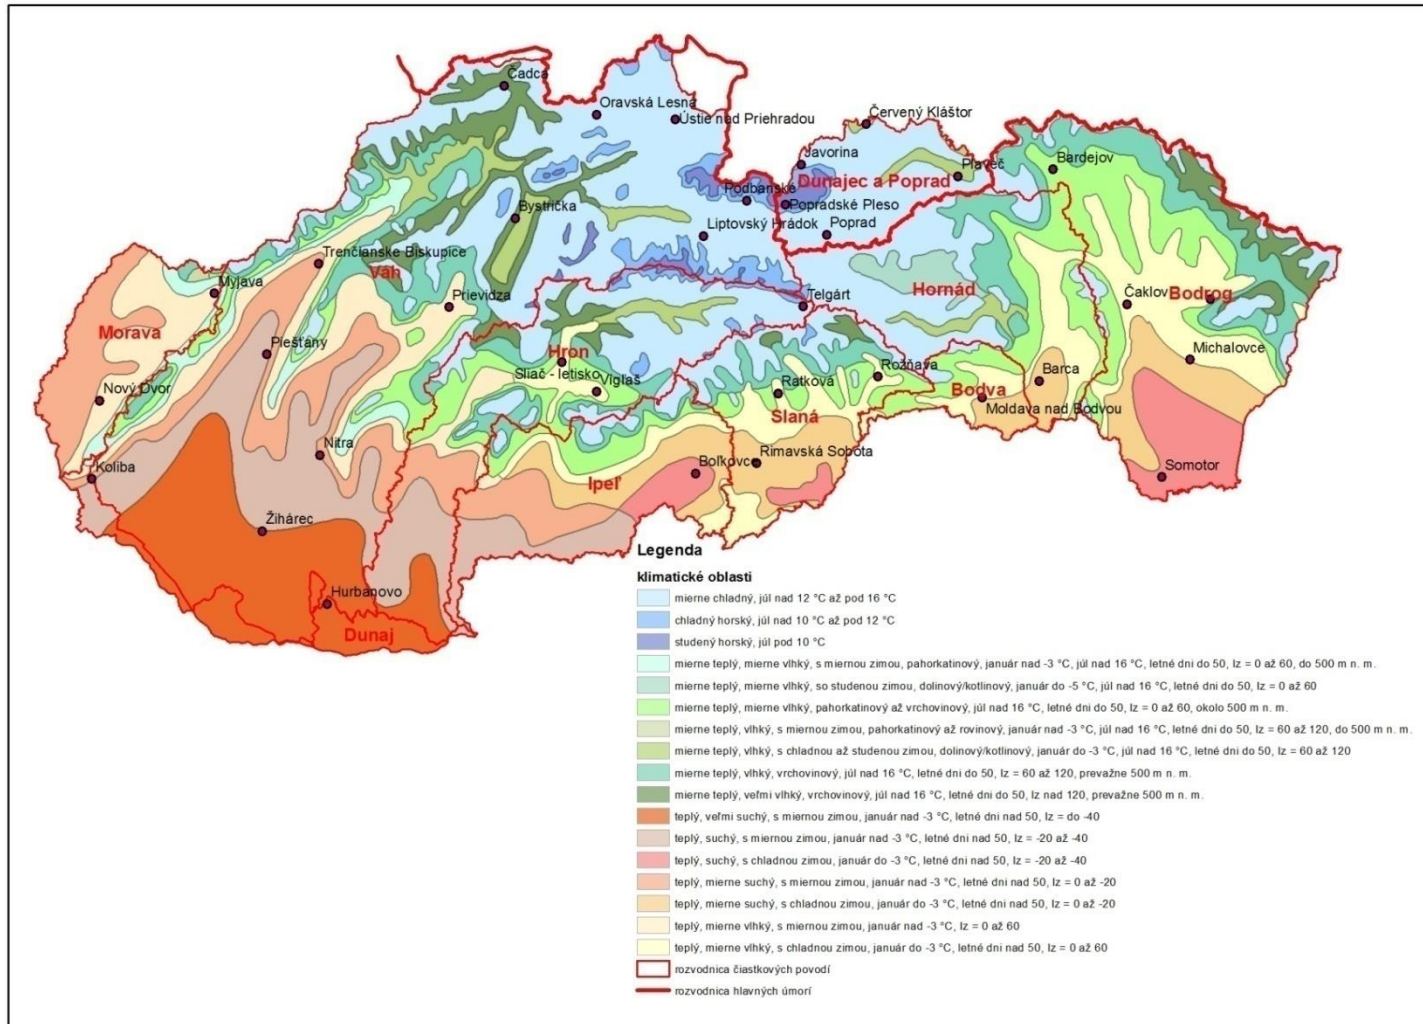 Čadca
Oravská Lesná
Ústie nad Priehradou
Červený Kláštor
Javorina
Plaveč
Bardejov
Dunajec a Poprad
Podbanské
Popradské Pleso
Bystrička
Liptovský Hrádok
Poprad
Trenčianske Biskupice
Váh
Myjava
Prievidza
Telgárt
Hornád
Čaklov
Bodrog
Morava
Piešťany
Hron
Sliač - letisko
Vígľaš
Michalovce
Rožňava
Ratková
Barca
Bodva
Moldava nad Bodvou
Nový Dvor
Slaná
Nitra
Rimavská Sobota
Boľkovce
Koliba
Ipeľ
Somotor
Žihárec
Hurbanovo
Dunaj
Legenda
klimatické oblasti
mierne chladný, júl nad 12 °C až pod 16 °C
chladný horský, júl nad 10 °C až pod 12 °C
studený horský, júl pod 10 °C
mierne teplý, mierne vlhký, s miernou zimou, pahorkatinový, január nad -3 °C, júl nad 16 °C, letné dni do 50, Iz = 0 až 60, do 500 m n. m.
mierne teplý, mierne vlhký, so studenou zimou, dolinový/kotlinový, január do -5 °C, júl nad 16 °C, letné dni do 50, Iz = 0 až 60
mierne teplý, mierne vlhký, pahorkatinový až vrchovinový, júl nad 16 °C, letné dni do 50, Iz = 0 až 60, okolo 500 m n. m.
mierne teplý, vlhký, s miernou zimou, pahorkatinový až rovinový, január nad -3 °C, júl nad 16 °C, letné dni do 50, Iz = 60 až 120, do 500 m n. m.
mierne teplý, vlhký, s chladnou až studenou zimou, dolinový/kotlinový, január do -3 °C, júl nad 16 °C, letné dni do 50, Iz = 60 až 120
mierne teplý, vlhký, vrchovinový, júl nad 16 °C, letné dni do 50, Iz = 60 až 120, prevažne 500 m n. m.
mierne teplý, veľmi vlhký, vrchovinový, júl nad 16 °C, letné dni do 50, Iz nad 120, prevažne 500 m n. m.
teplý, veľmi suchý, s miernou zimou, január nad -3 °C, letné dni nad 50, Iz = do -40
teplý, suchý, s miernou zimou, január nad -3 °C, letné dni nad 50, Iz = -20 až -40
teplý, suchý, s chladnou zimou, január do -3 °C, letné dni nad 50, Iz = -20 až -40
teplý, mierne suchý, s miernou zimou, január nad -3 °C, letné dni nad 50, Iz = 0 až -20
teplý, mierne suchý, s chladnou zimou, január do -3 °C, letné dni nad 50, Iz = 0 až -20
teplý, mierne vlhký, s miernou zimou, január nad -3 °C, Iz = 0 až 60
teplý, mierne vlhký, s chladnou zimou, január do -3 °C, letné dni nad 50, Iz = 0 až 60
rozvodnica čiastkových povodí
rozvodnica hlavných úmorí